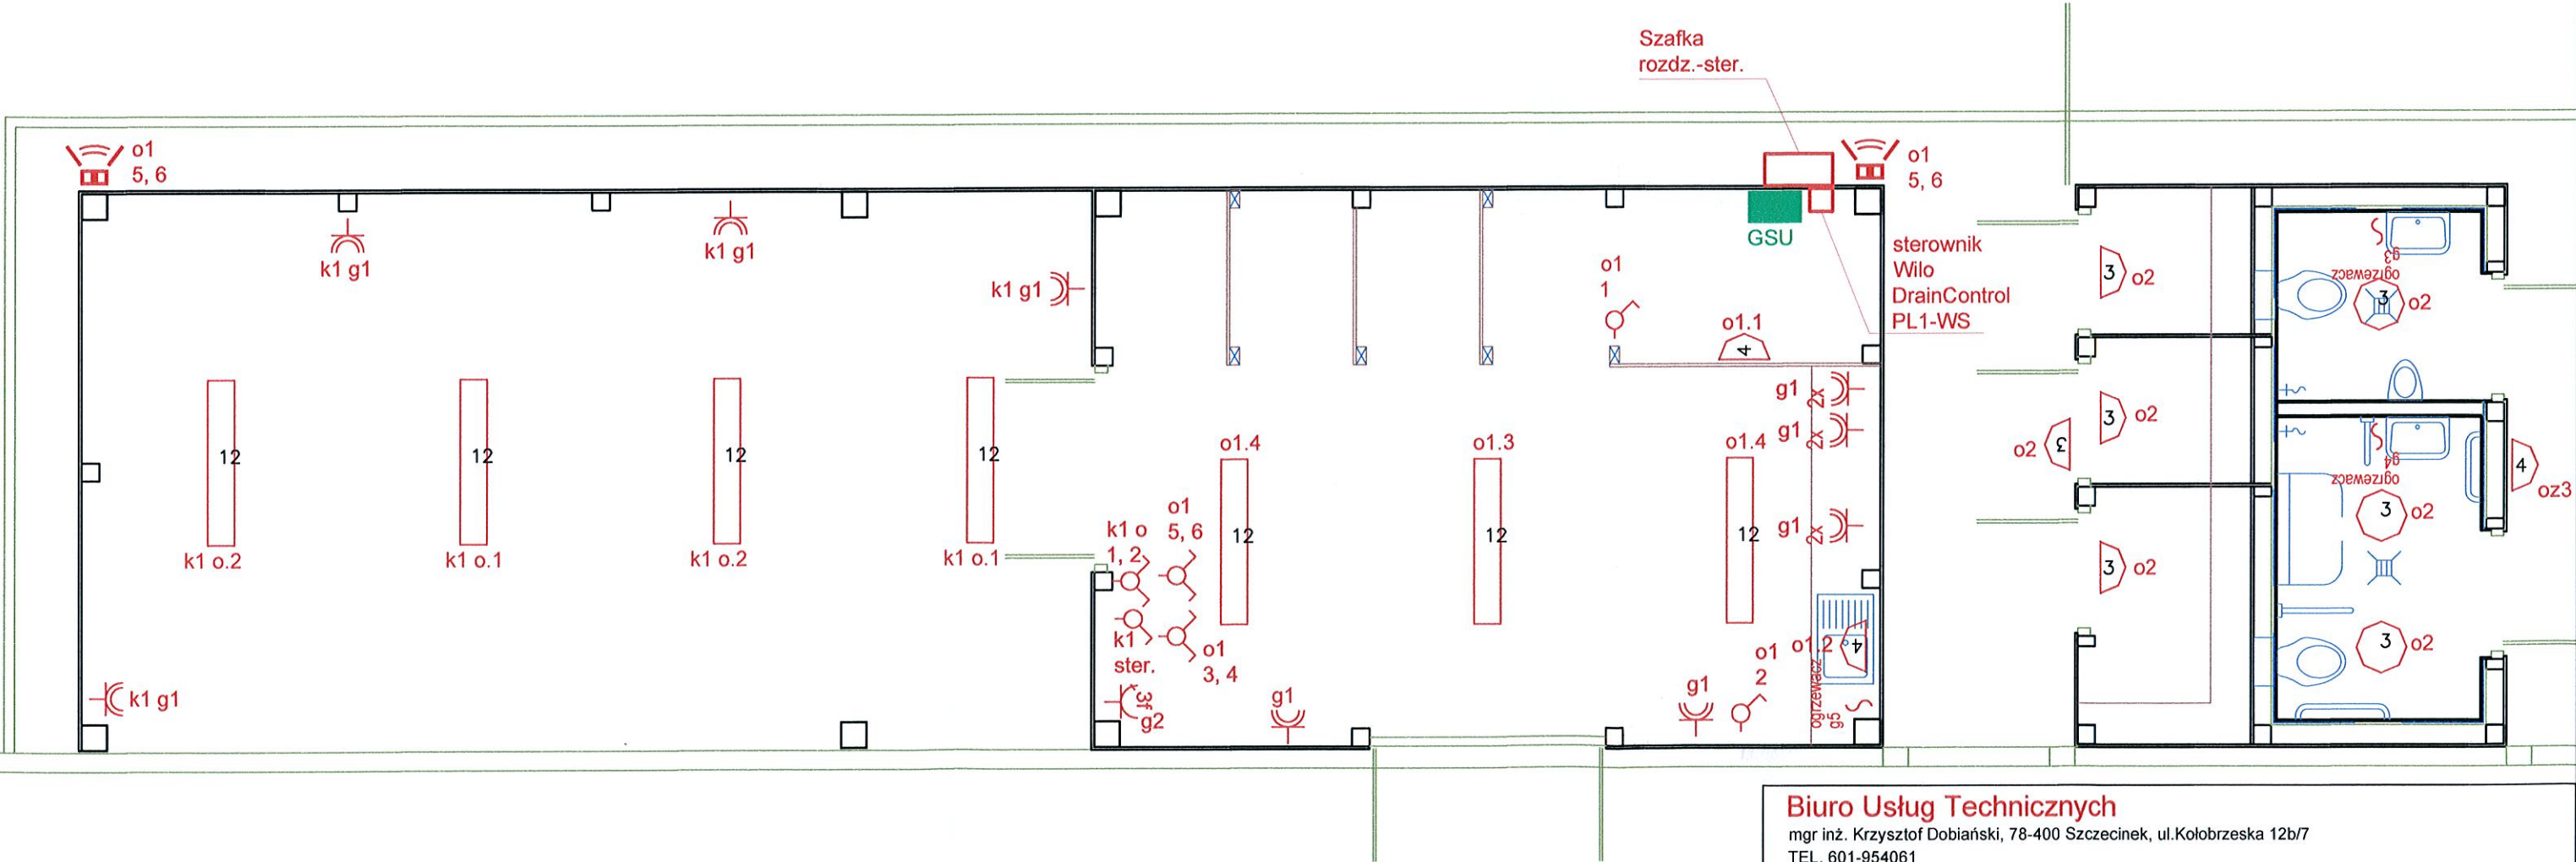 Szafka
rozdz.-ster.
o1
5, 6
o1
5, 6
k1 g1
k1 g1
k1 g1
GSU
sterownik
Wilo
DrainControl
PL1-WS
o1
1
o1.1
4
3 o2
g3
ogrzewacz
3 o2
g1 2x
g1 2x
g1 2x
12
k1 o.2
12
k1 o.1
12
k1 o.2
12
k1 o.1
o1.4
12
o1.3
12
o1.4
12
k1 o
1, 2
o1
5, 6
k1
ster.
o1
3, 4
3f
g2
k1 g1
g1
g1
o1
2
o1.2
4
ogrzewacz
g5
o2 3
3 o2
3 o2
g4
ogrzewacz
3 o2
3 o2
4
oz3
Biuro Usług Technicznych
mgr inż. Krzysztof Dobiański, 78-400 Szczecinek, ul.Kołobrzeska 12b/7
TEL. 601-954061